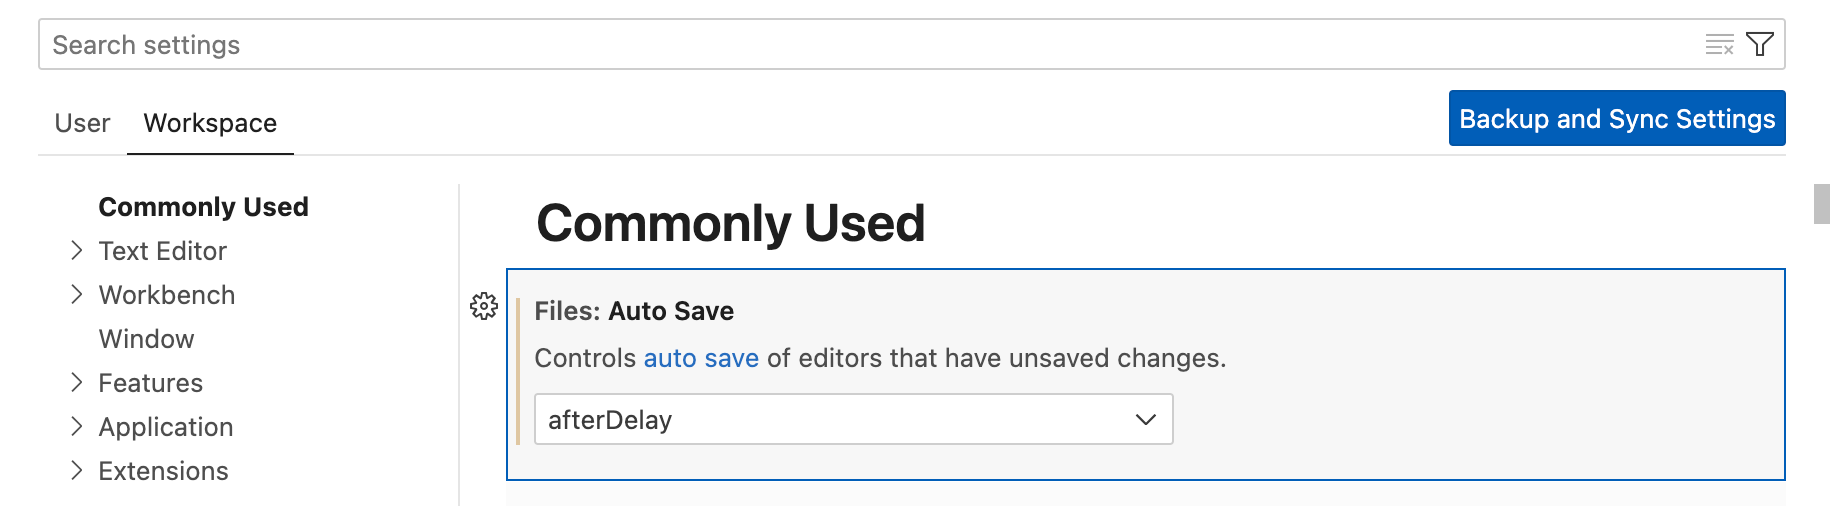 Search settings
User Workspace Backup and Sync Settings
Commonly Used
Text Editor
Workbench
Window
Features
Application
Extensions
Commonly Used
Files: Auto Save
Controls auto save of editors that have unsaved changes.
afterDelay